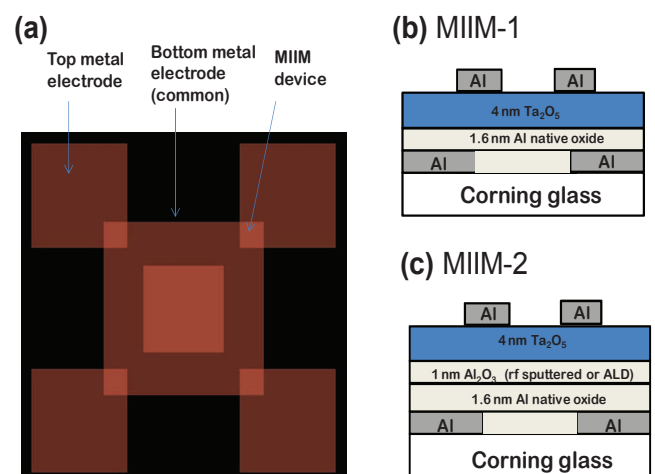 (a)
Top metal
electrode
Bottom metal
electrode
(common)
MIIM
device
(b) MIIM-1
Al
Al
4 nm Ta₂O₅
1.6 nm Al native oxide
Al
Al
Corning glass
(c) MIIM-2
Al
Al
4 nm Ta₂O₅
1 nm Al₂O₃ (rf sputtered or ALD)
1.6 nm Al native oxide
Al
Al
Corning glass